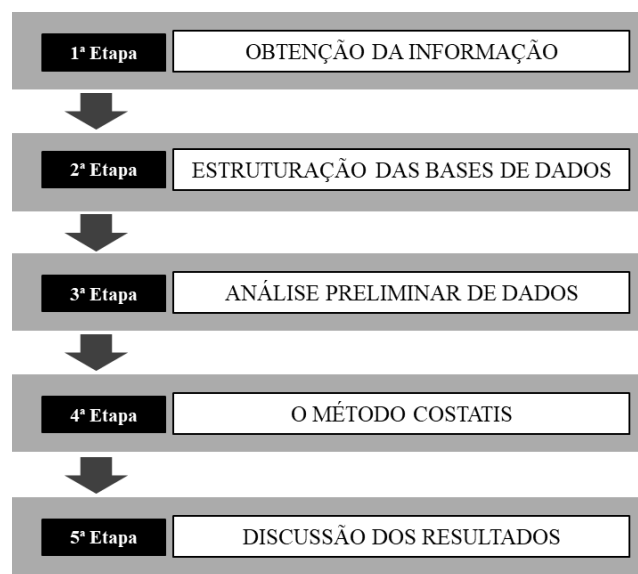 1ª Etapa
OBTENÇÃO DA INFORMAÇÃO
2ª Etapa
ESTRUTURAÇÃO DAS BASES DE DADOS
3ª Etapa
ANÁLISE PRELIMINAR DE DADOS
4ª Etapa
O MÉTODO COSTATIS
5ª Etapa
DISCUSSÃO DOS RESULTADOS